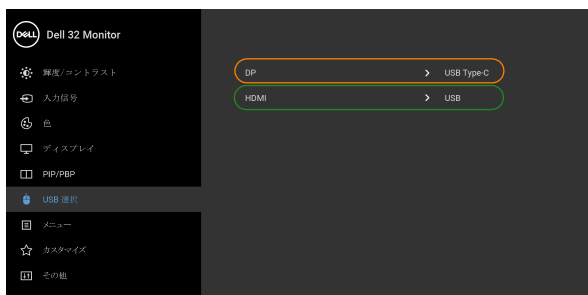 DELL Dell 32 Monitor
輝度/コントラスト
DP USB Type-C
入力信号
HDMI USB
色
ディスプレイ
PIP/PBP
USB 選択
メニュー
カスタマイズ
その他